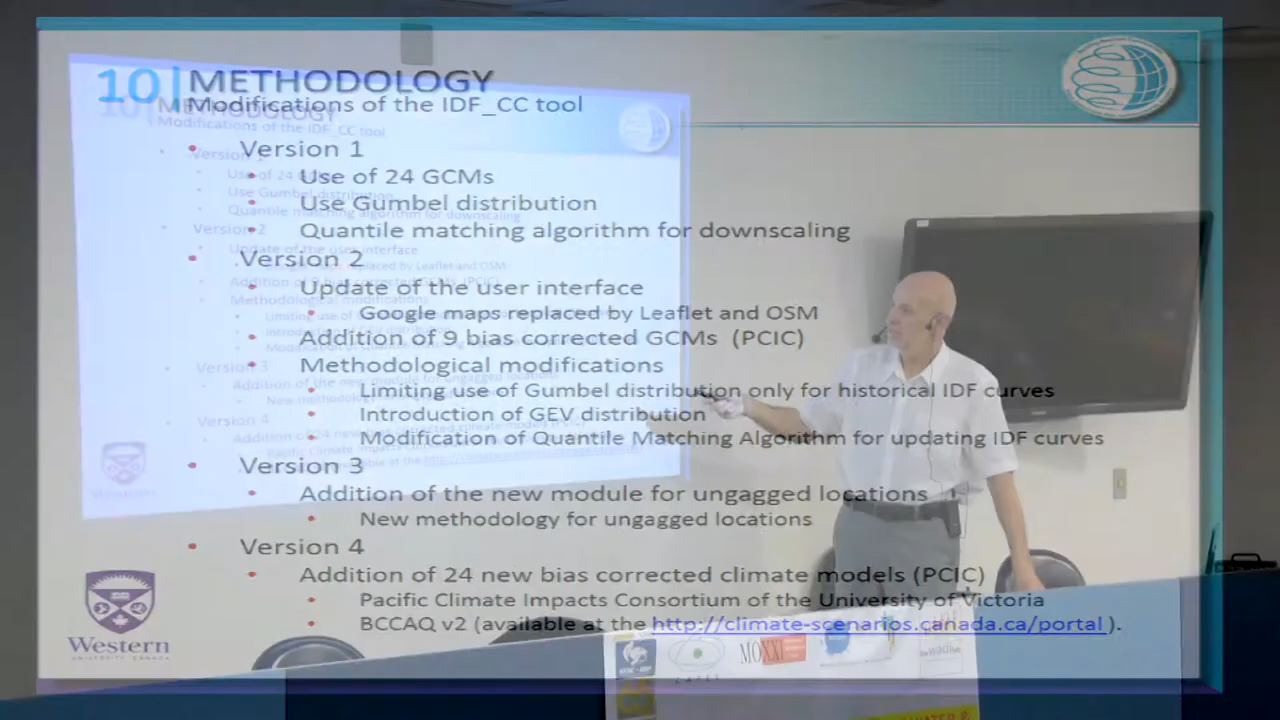 10| METHODOLOGY
Modifications of the IDF_CC tool
• Version 1
• Use of 24 GCMs
• Use Gumbel distribution
• Quantile matching algorithm for downscaling
• Version 2
• Update of the user interface
• Google maps replaced by Leaflet and OSM
• Addition of 9 bias corrected GCMs (PCIC)
• Methodological modifications
• Limiting use of Gumbel distribution only for historical IDF curves
• Introduction of GEV distribution
• Modification of Quantile Matching Algorithm for updating IDF curves
• Version 3
• Addition of the new module for ungagged locations
• New methodology for ungagged locations
• Version 4
• Addition of 24 new bias corrected climate models (PCIC)
• Pacific Climate Impacts Consortium of the University of Victoria
• BCCAQ v2 (available at the http://climate-scenarios.canada.ca/portal ).
Western
UNIVERSITY·CANADA
MOXXI